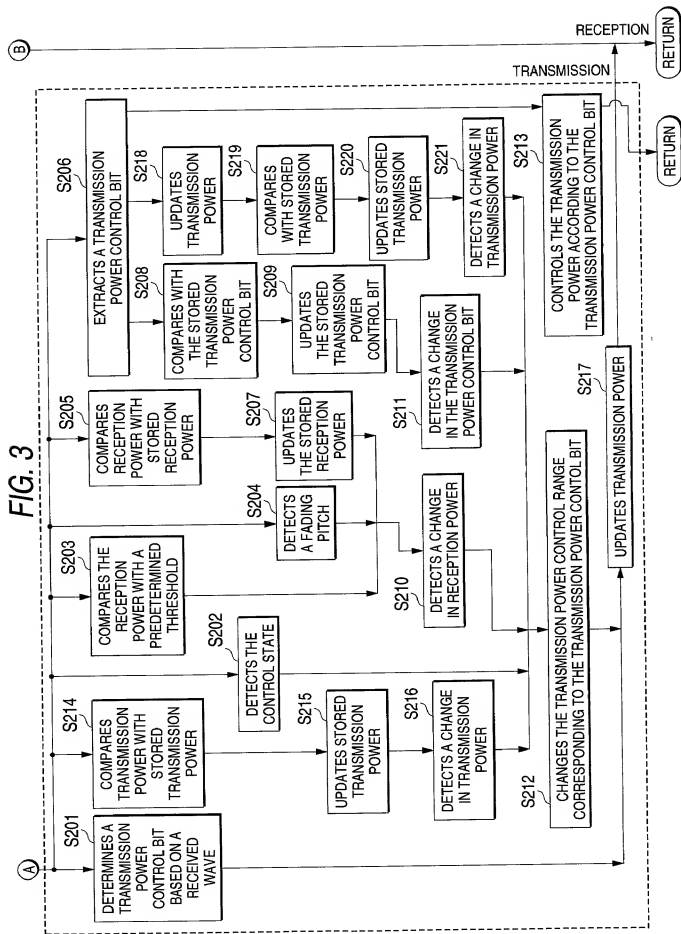 FIG. 3
A
B
S201
DETERMINES A
TRANSMISSION
POWER
CONTROL BIT
BASED ON A
RECEIVED
WAVE
S214
COMPARES
TRANSMISSION
POWER WITH
STORED
TRANSMISSION
POWER
S203
COMPARES THE
RECEPTION
POWER WITH A
PREDETERMINED
THRESHOLD
S205
COMPARES
RECEPTION
POWER WITH
STORED
RECEPTION
POWER
S206
EXTRACTS A TRANSMISSION
POWER CONTROL BIT
S202
DETECTS THE
CONTROL STATE
S204
DETECTS
A FADING
PITCH
S207
UPDATES
THE STORED
RECEPTION
POWER
S208
COMPARES WITH
THE STORED
TRANSMISSION
POWER
CONTROL BIT
S218
UPDATES
TRANSMISSION
POWER
S215
UPDATES STORED
TRANSMISSION
POWER
S209
UPDATES
THE STORED
TRANSMISSION
POWER
CONTROL BIT
S219
COMPARES
WITH STORED
TRANSMISSION
POWER
S220
UPDATES STORED
TRANSMISSION
POWER
S216
DETECTS A CHANGE
IN TRANSMISSION
POWER
S210
DETECTS A CHANGE
IN RECEPTION POWER
S211
DETECTS A CHANGE
IN THE TRANSMISSION
POWER CONTROL BIT
S221
DETECTS A CHANGE IN
TRANSMISSION POWER
S212
CHANGES THE TRANSMISSION POWER CONTROL RANGE
CORRESPONDING TO THE TRANSMISSION POWER CONTOL BIT
S213
CONTROLS THE TRANSMISSION
POWER ACCORDING TO THE
TRANSMISSION POWER CONTROL BIT
S217
UPDATES TRANSMISSION POWER
TRANSMISSION
RECEPTION
RETURN
RETURN